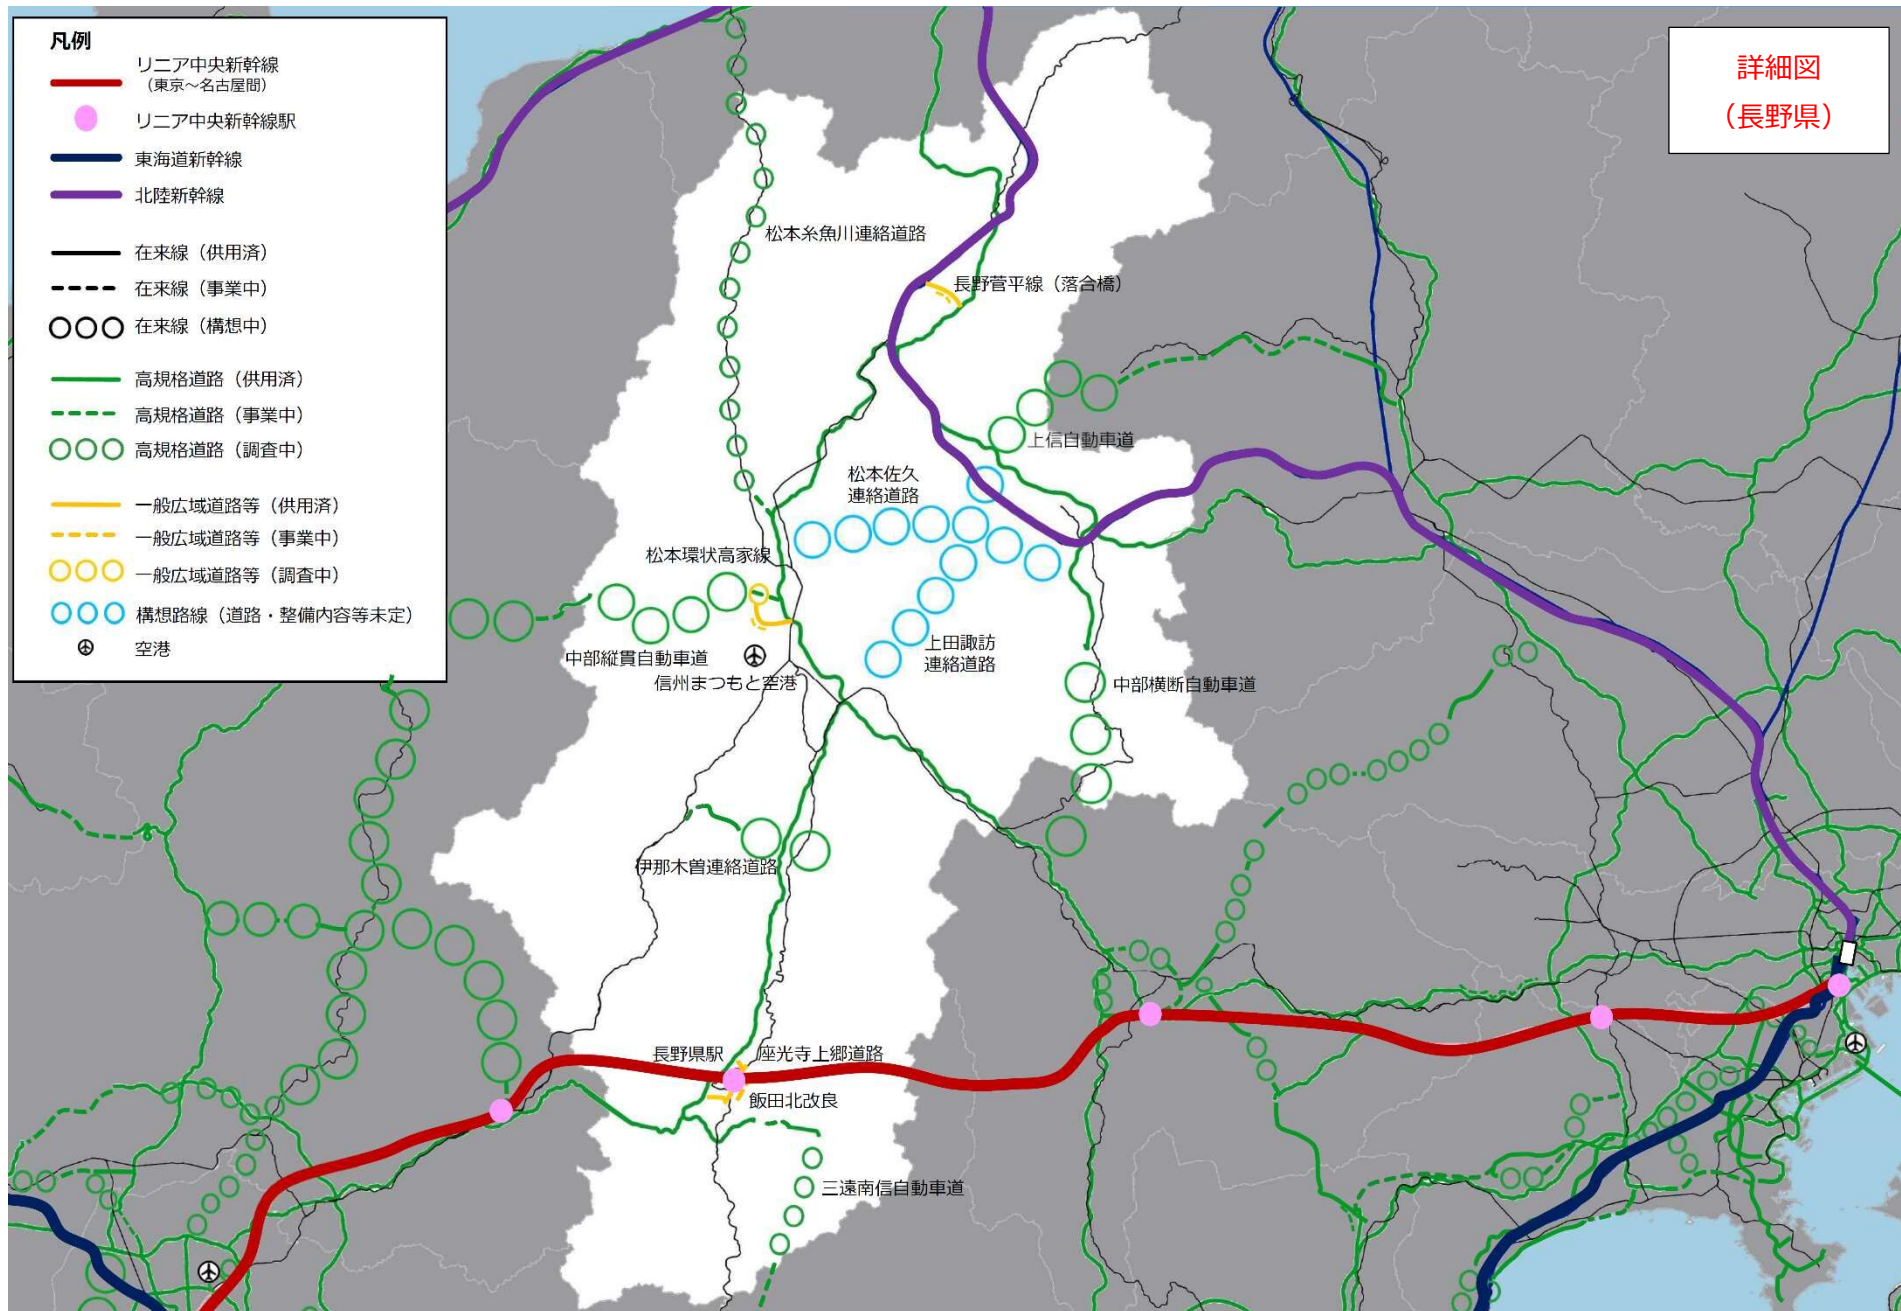 凡例
リニア中央新幹線
（東京～名古屋間）
リニア中央新幹線駅
東海道新幹線
北陸新幹線
在来線（供用済）
在来線（事業中）
在来線（構想中）
高規格道路（供用済）
高規格道路（事業中）
高規格道路（調査中）
一般広域道路等（供用済）
一般広域道路等（事業中）
一般広域道路等（調査中）
構想路線（道路・整備内容等未定）
空港
詳細図
（長野県）
松本糸魚川連絡道路
長野菅平線（落合橋）
上信自動車道
松本佐久
連絡道路
松本環状高家線
上田諏訪
連絡道路
中部縦貫自動車道
信州まつもと空港
中部横断自動車道
伊那木曽連絡道路
長野県駅
座光寺上郷道路
飯田北改良
三遠南信自動車道